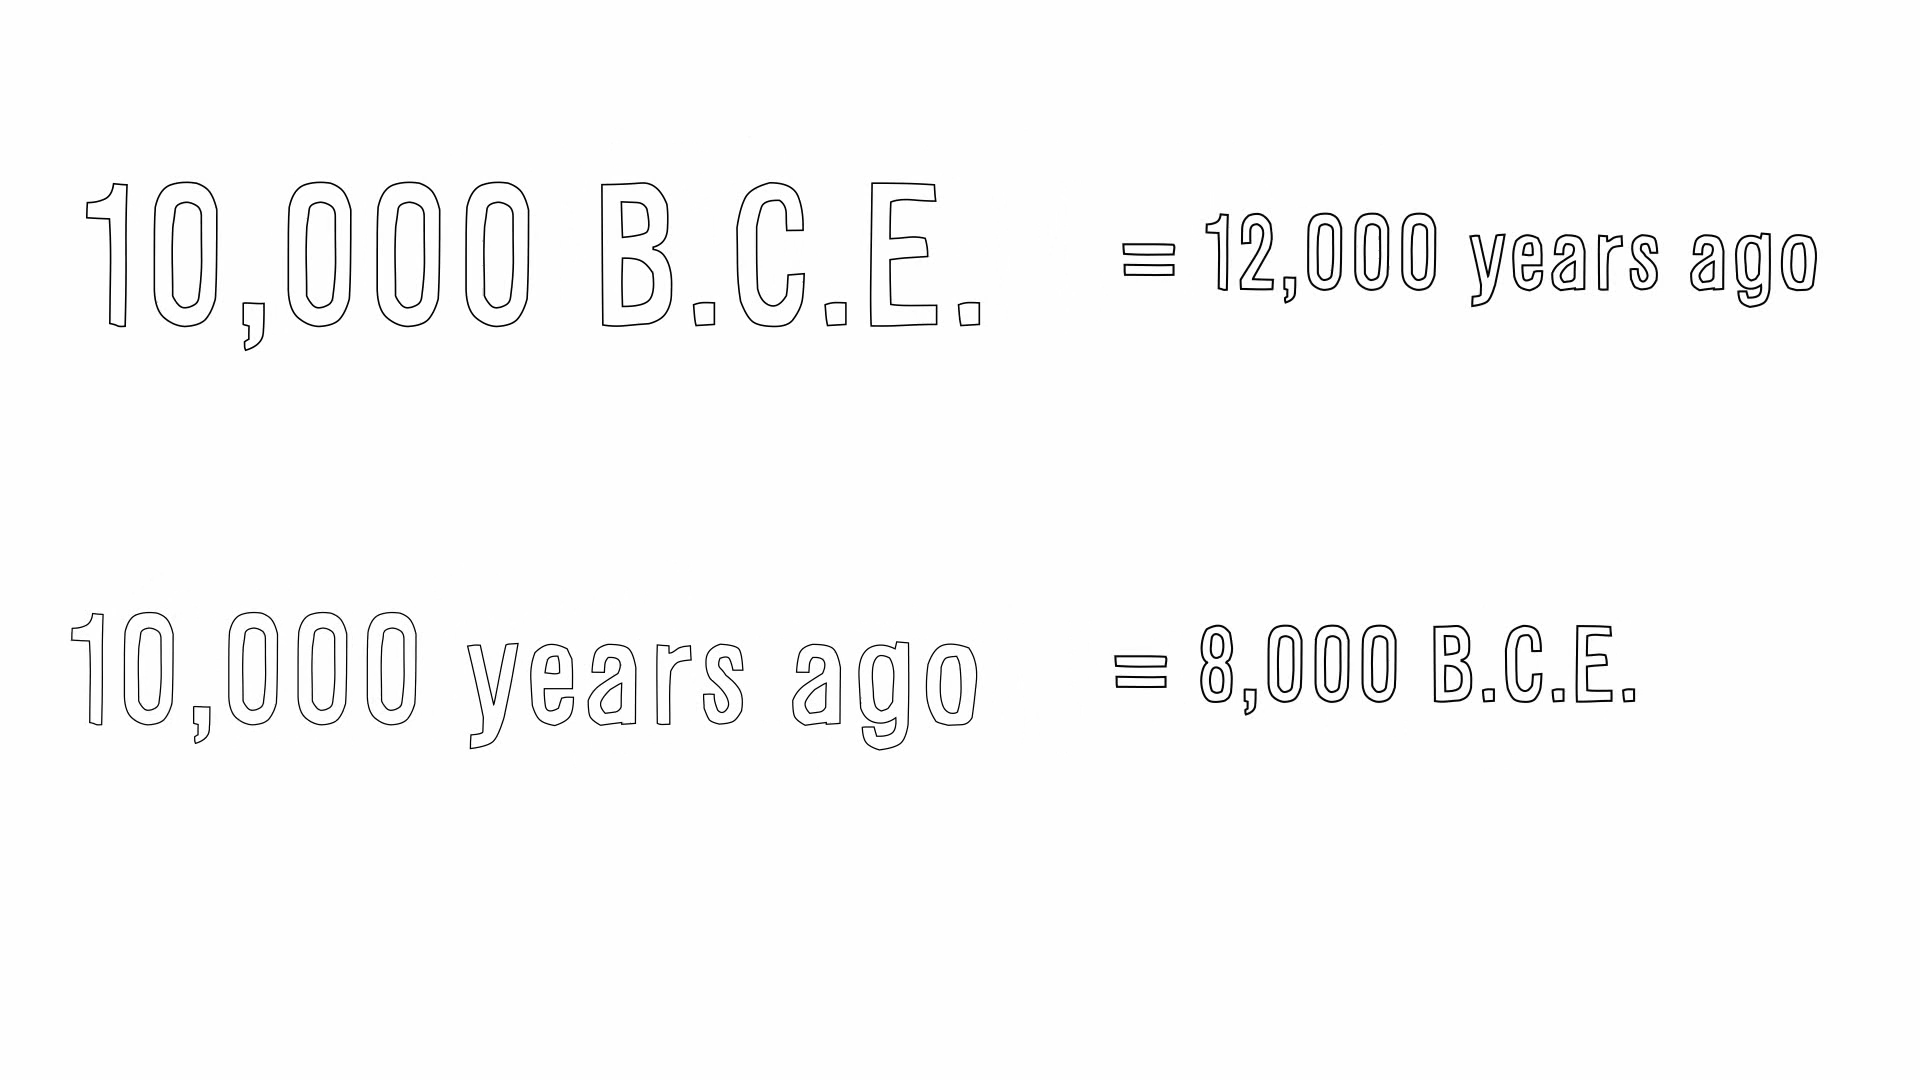 10,000 B.C.E. = 12,000 years ago
10,000 years ago = 8,000 B.C.E.